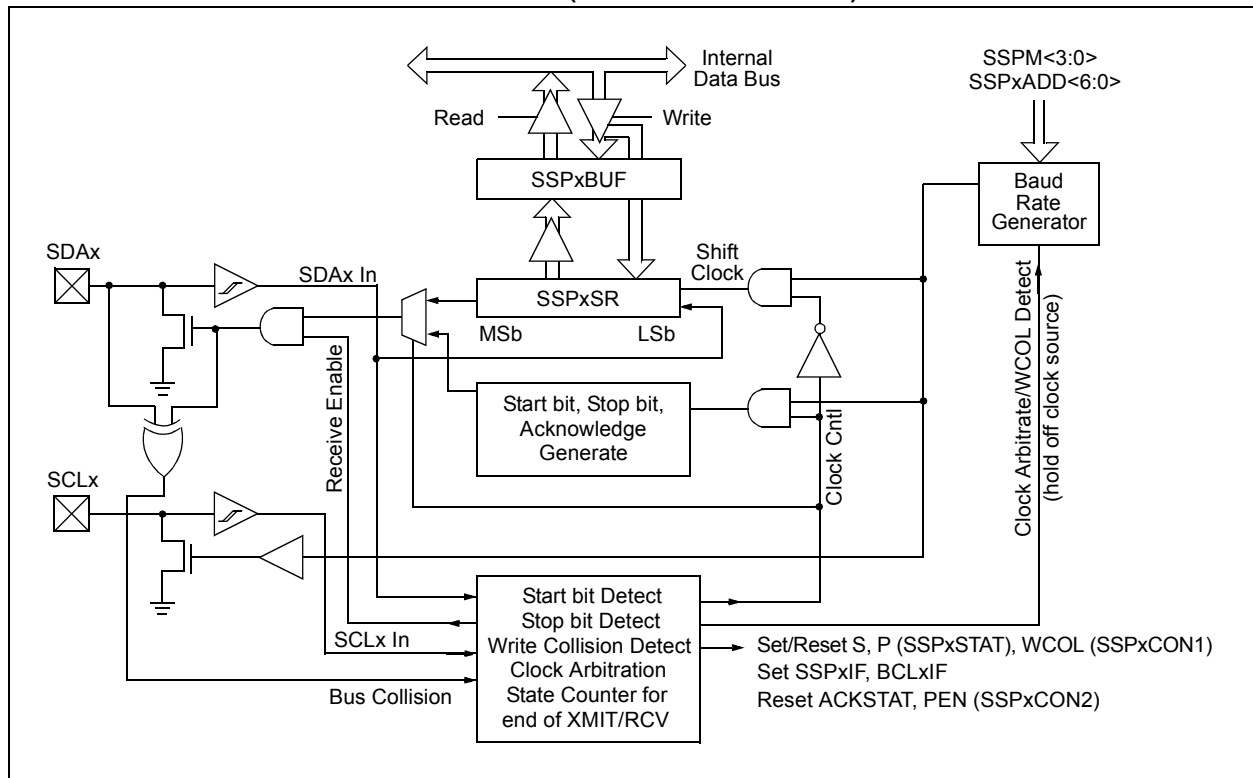 Internal
Data Bus
SSPM<3:0>
SSPxADD<6:0>
Read
Write
SSPxBUF
Baud
Rate
Generator
SDAx
SDAx In
Shift
Clock
SSPxSR
MSb
LSb
Receive Enable
Start bit, Stop bit,
Acknowledge
Generate
Clock Cntl
Clock Arbitrate/WCOL Detect
(hold off clock source)
SCLx
SCLx In
Bus Collision
Start bit Detect
Stop bit Detect
Write Collision Detect
Clock Arbitration
State Counter for
end of XMIT/RCV
Set/Reset S, P (SSPxSTAT), WCOL (SSPxCON1)
Set SSPxIF, BCLxIF
Reset ACKSTAT, PEN (SSPxCON2)